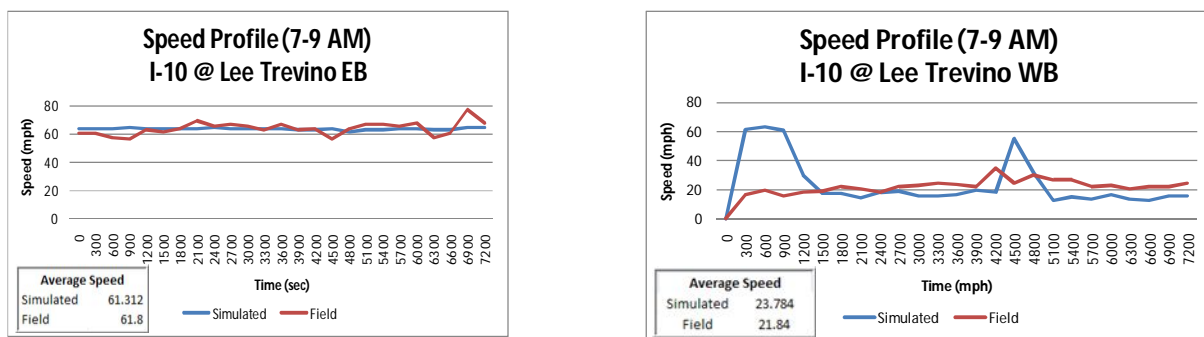 Speed Profile (7-9 AM)
I-10 @ Lee Trevino EB
Speed (mph)
80
60
40
20
0
0 300 600 900 1200 1500 1800 2100 2400 2700 3000 3300 3600 3900 4200 4500 4800 5100 5400 5700 6000 6300 6600 6900 7200
Time (sec)
Average Speed
Simulated 61.312
Field 61.8
Simulated Field
Speed Profile (7-9 AM)
I-10 @ Lee Trevino WB
Speed (mph)
80
60
40
20
0
0 300 600 900 1200 1500 1800 2100 2400 2700 3000 3300 3600 3900 4200 4500 4800 5100 5400 5700 6000 6300 6600 6900 7200
Time (mph)
Average Speed
Simulated 23.784
Field 21.84
Simulated Field